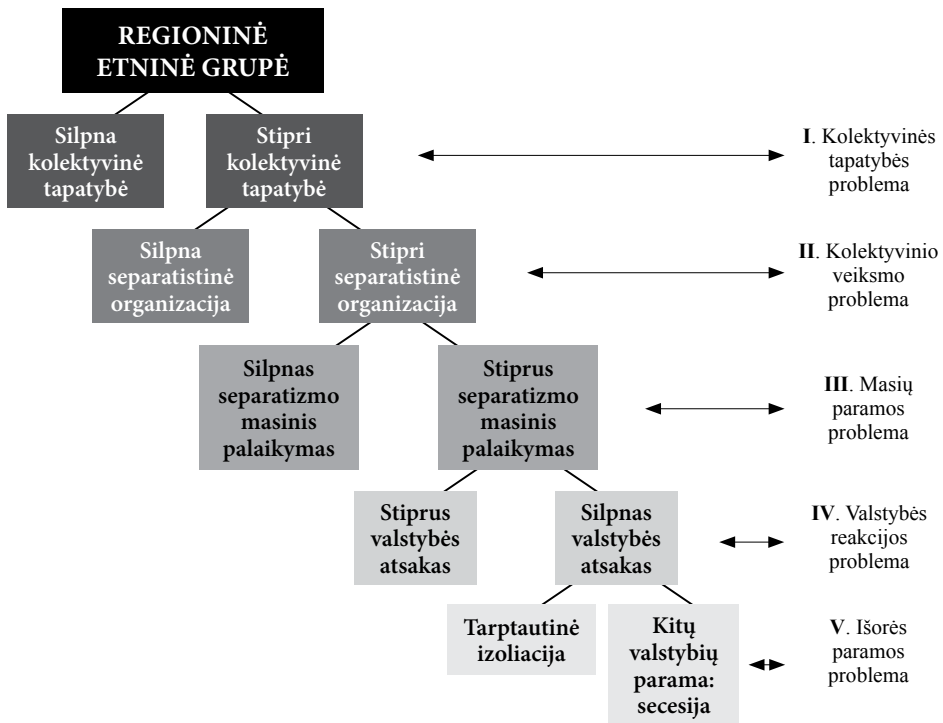 REGIONINĖ
ETNINĖ GRUPĖ
Silpna
kolektyvinė
tapatybė
Stipri
kolektyvinė
tapatybė
I. Kolektyvinės
tapatybės
problema
Silpna
separatistinė
organizacija
Stipri
separatistinė
organizacija
II. Kolektyvinio
veiksmo
problema
Silpnas
separatizmo
masinis
palaikymas
Stiprus
separatizmo
masinis
palaikymas
III. Masių
paramos
problema
Stiprus
valstybės
atsakas
Silpnas
valstybės
atsakas
IV. Valstybės
reakcijos
problema
Tarptautinė
izoliacija
Kitų
valstybių
parama:
secesija
V. Išorės
paramos
problema